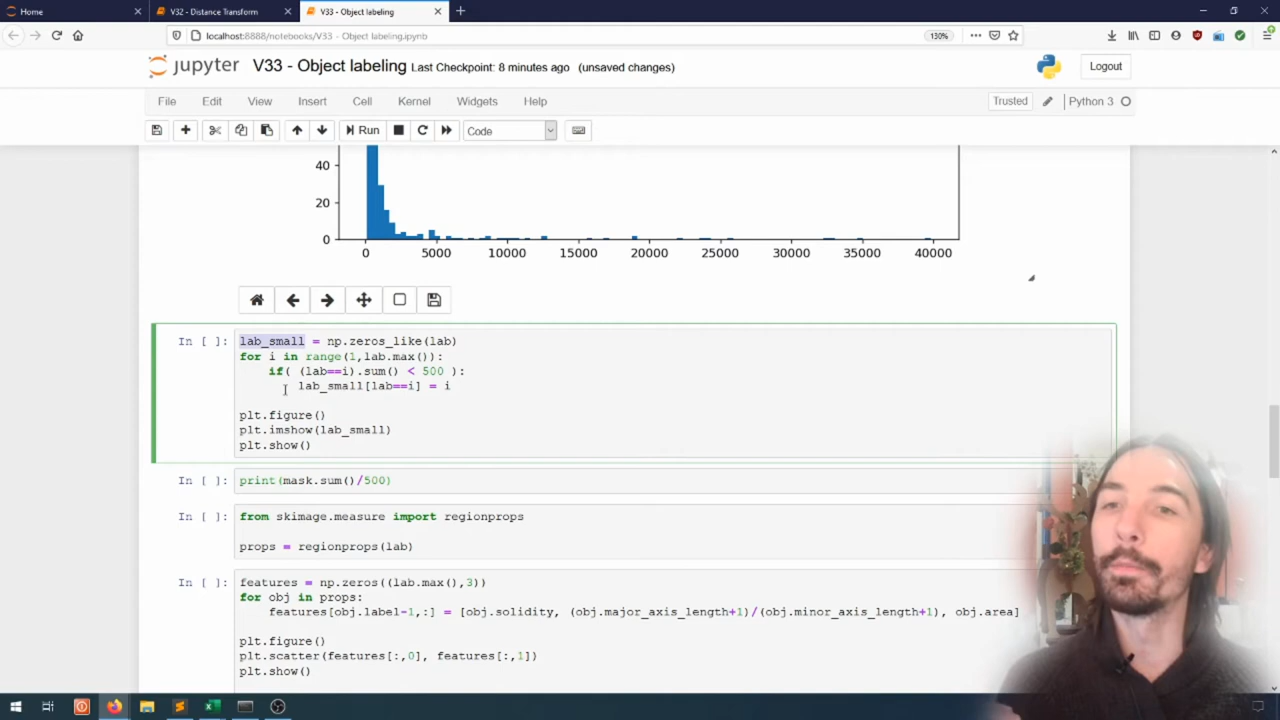 Home
V32 - Distance Transform
V33 - Object labeling
localhost:8888/notebooks/V33 - Object labeling.ipynb
130%
jupyter V33 - Object labeling Last Checkpoint: 8 minutes ago (unsaved changes)
Logout
File Edit View Insert Cell Kernel Widgets Help
Trusted
Python 3
Run
Code
40
20
0
0 5000 10000 15000 20000 25000 30000 35000 40000
In [ ]: lab_small = np.zeros_like(lab)
for i in range(1,lab.max()):
if( (lab==i).sum() < 500 ):
lab_small[lab==i] = i
plt.figure()
plt.imshow(lab_small)
plt.show()
In [ ]: print(mask.sum()/500)
In [ ]: from skimage.measure import regionprops
props = regionprops(lab)
In [ ]: features = np.zeros((lab.max(),3))
for obj in props:
features[obj.label-1,:] = [obj.solidity, (obj.major_axis_length+1)/(obj.minor_axis_length+1), obj.area]
plt.figure()
plt.scatter(features[:,0], features[:,1])
plt.show()